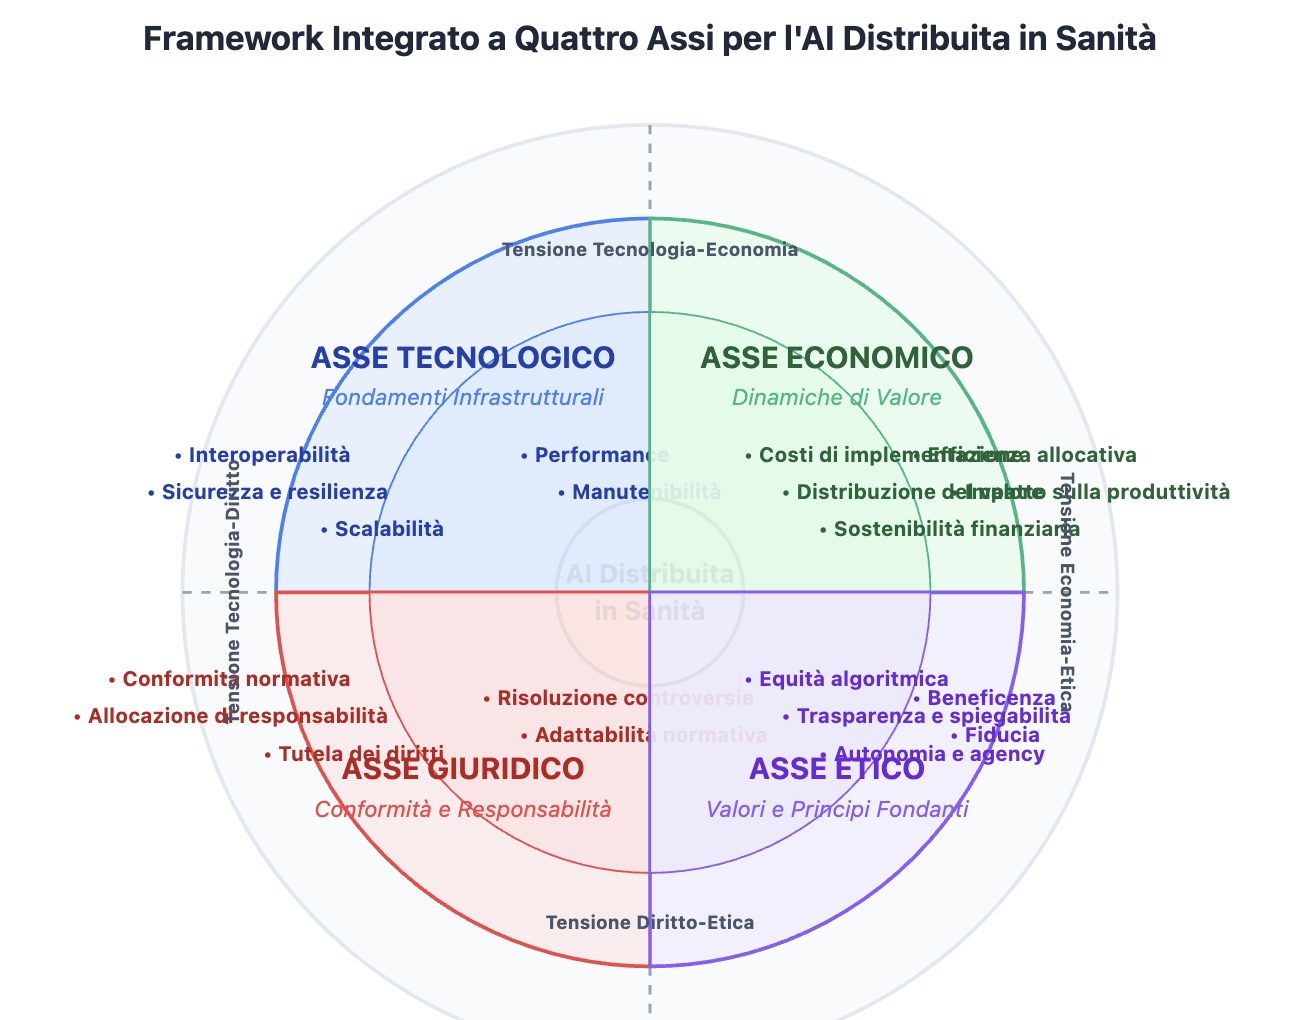 Framework Integrato a Quattro Assi per l'AI Distribuita in Sanità
Tensione Tecnologia-Economia
ASSE TECNOLOGICO
Fondamenti Infrastrutturali
• Interoperabilità
• Sicurezza e resilienza
• Scalabilità
• Performance
• Manutenibilità
ASSE ECONOMICO
Dinamiche di Valore
• Costi di implementazione
• Distribuzione del valore
• Sostenibilità finanziaria
• Efficienza allocativa
• Impatto sulla produttività
Tensione Tecnologia-Diritto
AI Distribuita
in Sanità
Tensione Economia-Etica
• Conformità normativa
• Allocazione di responsabilità
• Tutela dei diritti
• Risoluzione controversie
• Adattabilità normativa
ASSE GIURIDICO
Conformità e Responsabilità
• Equità algoritmica
• Trasparenza e spiegabilità
• Autonomia e agency
• Beneficenza
• Fiducia
ASSE ETICO
Valori e Principi Fondanti
Tensione Diritto-Etica